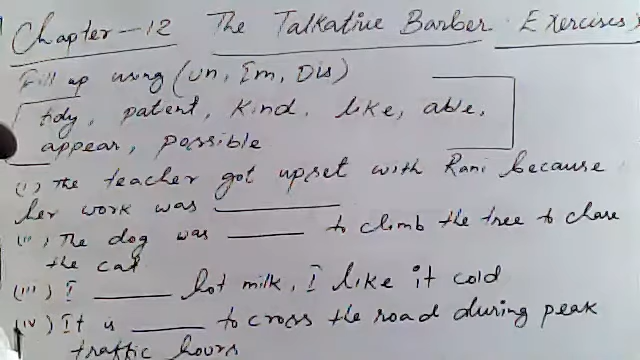 Chapter-12 The Talkative Barber Exercises
Fill up using (Un, Im, Dis)
tidy, patent, kind, like, able,
appear, possible
(i) The teacher got upset with Rani because
her work was ______
(ii) The dog was ______ to climb the tree to chase
the cat
(iii) I ______ hot milk, I like it cold
(iv) It is ______ to cross the road during peak
traffic hours